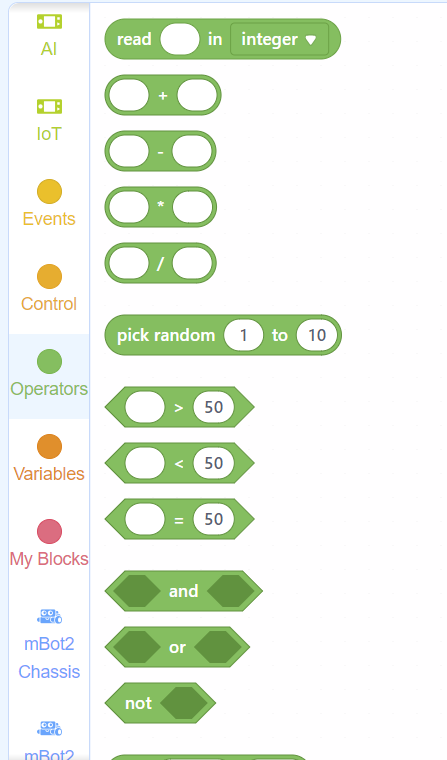 AI
IoT
Events
Control
Operators
Variables
My Blocks
mBot2
Chassis
mBot2
read in integer
+
-
*
/
pick random 1 to 10
> 50
< 50
= 50
and
or
not